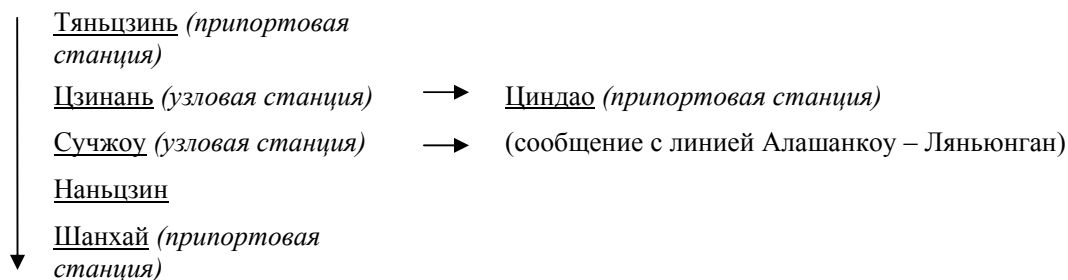 Тяньцзинь (припортовая
станция)
Цзинань (узловая станция) Циндао (припортовая станция)
Сучжоу (узловая станция) (сообщение с линией Алашанкоу – Ляньюнган)
Наньцзин
Шанхай (припортовая
станция)